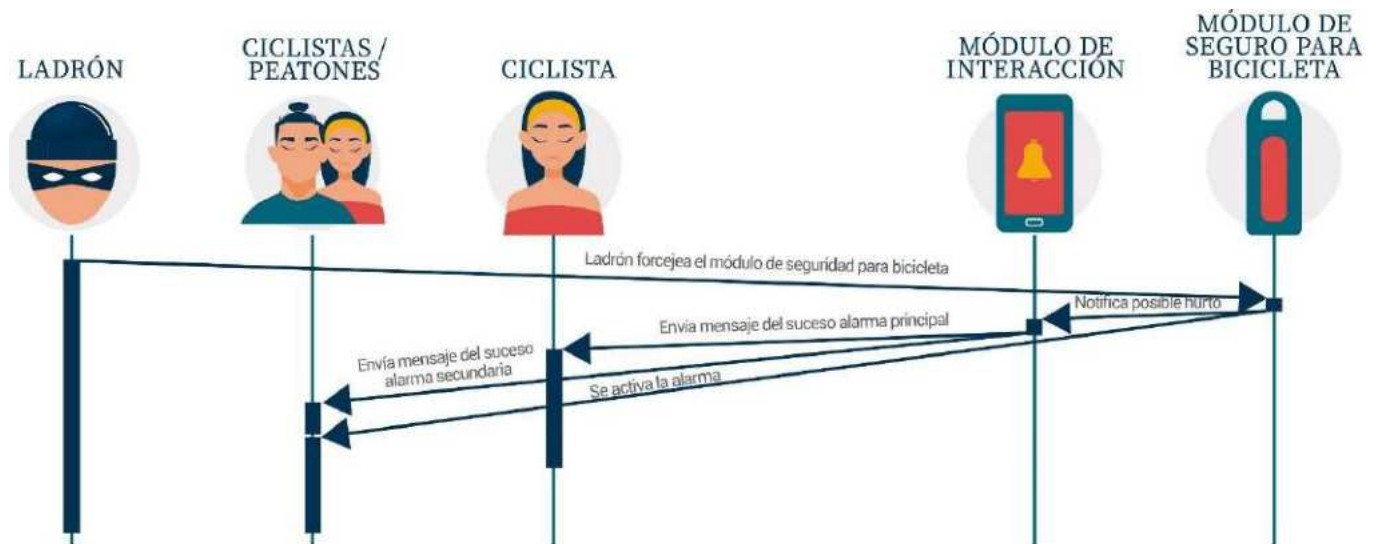 LADRÓN
CICLISTAS /
PEATONES
CICLISTA
MÓDULO DE
INTERACCIÓN
MÓDULO DE
SEGURO PARA
BICICLETA
Ladrón forcejea el módulo de seguridad para bicicleta
Notifica posible hurto
Envia mensaje del suceso alarma principal
Envía mensaje del suceso
alarma secundaria
Se activa la alarma